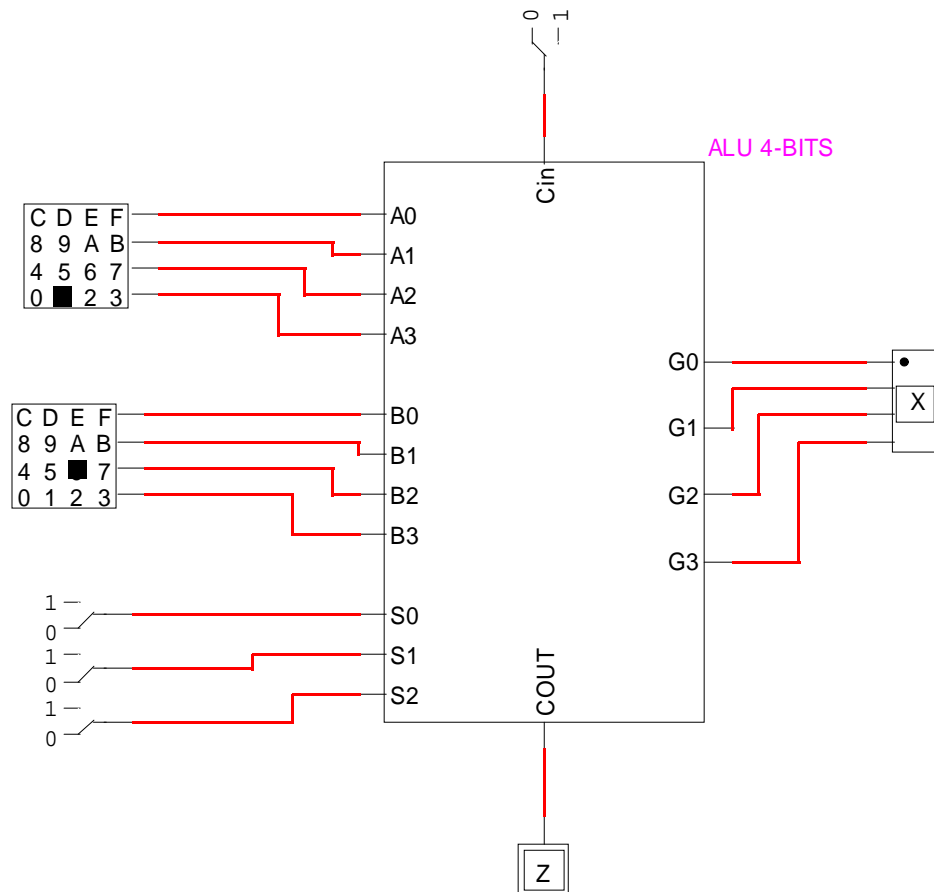 0 1
ALU 4-BITS
Cin
C D E F
8 9 A B
4 5 6 7
0 2 3
A0
A1
A2
A3
C D E F
8 9 A B
4 5 7
0 1 2 3
B0
B1
B2
B3
G0
G1
G2
G3
X
1
0
S0
1
0
S1
1
0
S2
COUT
Z